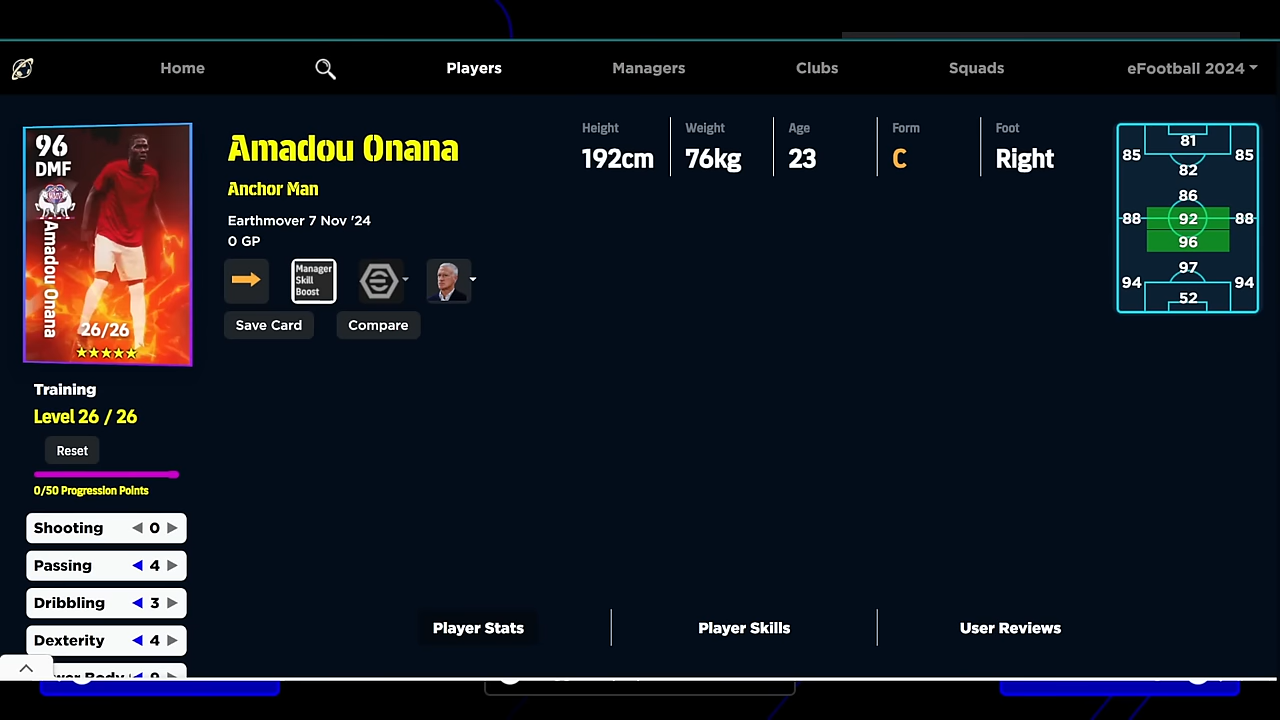 Home
Players
Managers
Clubs
Squads
eFootball 2024
96
DMF
Amadou Onana
26/26
Amadou Onana
Anchor Man
Earthmover 7 Nov '24
0 GP
Manager
Skill
Boost
Save Card
Compare
Height
192cm
Weight
76kg
Age
23
Form
C
Foot
Right
81
85
85
82
86
88
92
88
96
97
94
94
52
Training
Level 26 / 26
Reset
0/50 Progression Points
Shooting 0
Passing 4
Dribbling 3
Dexterity 4
Player Stats
Player Skills
User Reviews